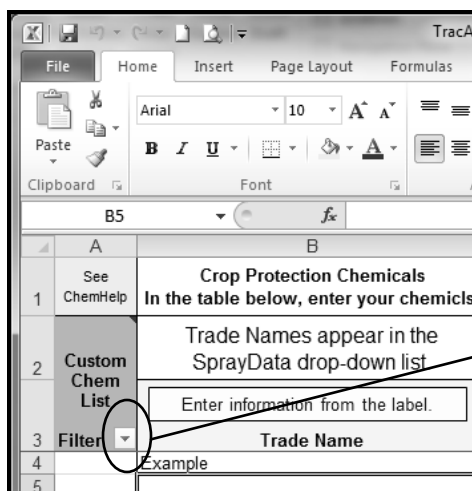 TracA
File Home Insert Page Layout Formulas
Arial 10 A A
Paste B I U A
Clipboard Font
B5 fx
A B
1 See ChemHelp Crop Protection Chemicals
In the table below, enter your chemicls
2 Custom Chem List Trade Names appear in the
SprayData drop-down list
Enter information from the label.
3 Filter Trade Name
4 Example
5